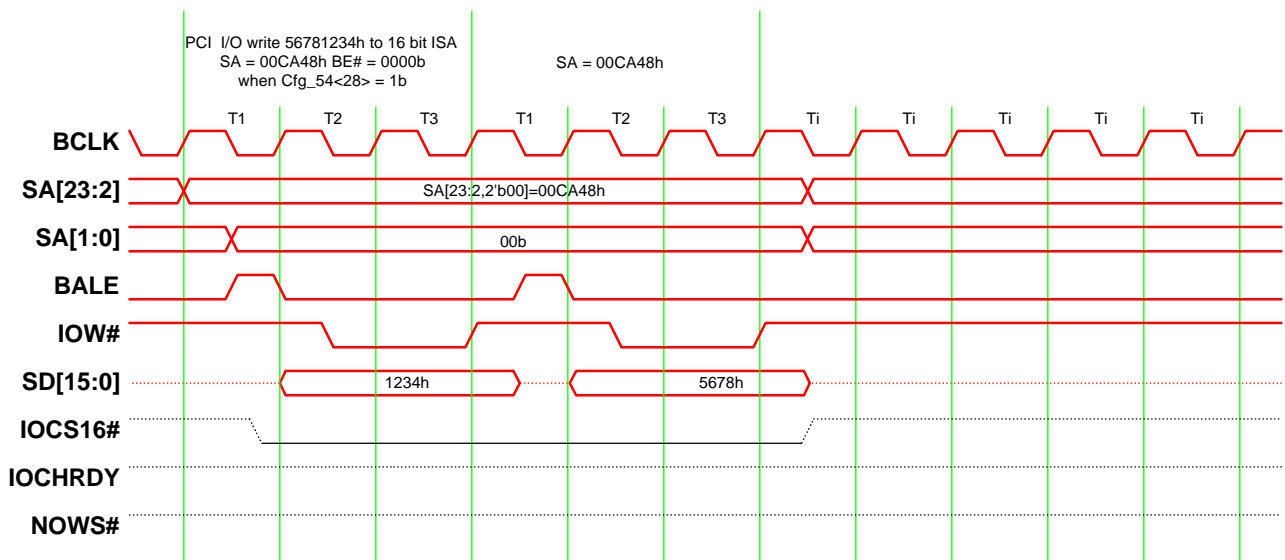 PCI I/O write 56781234h to 16 bit ISA
SA = 00CA48h BE# = 0000b
when Cfg_54<28> = 1b
SA = 00CA48h
T1 T2 T3 T1 T2 T3 Ti Ti Ti Ti Ti
BCLK
SA[23:2] SA[23:2,2'b00]=00CA48h
SA[1:0] 00b
BALE
IOW#
SD[15:0] 1234h 5678h
IOCS16#
IOCHRDY
NOWS#